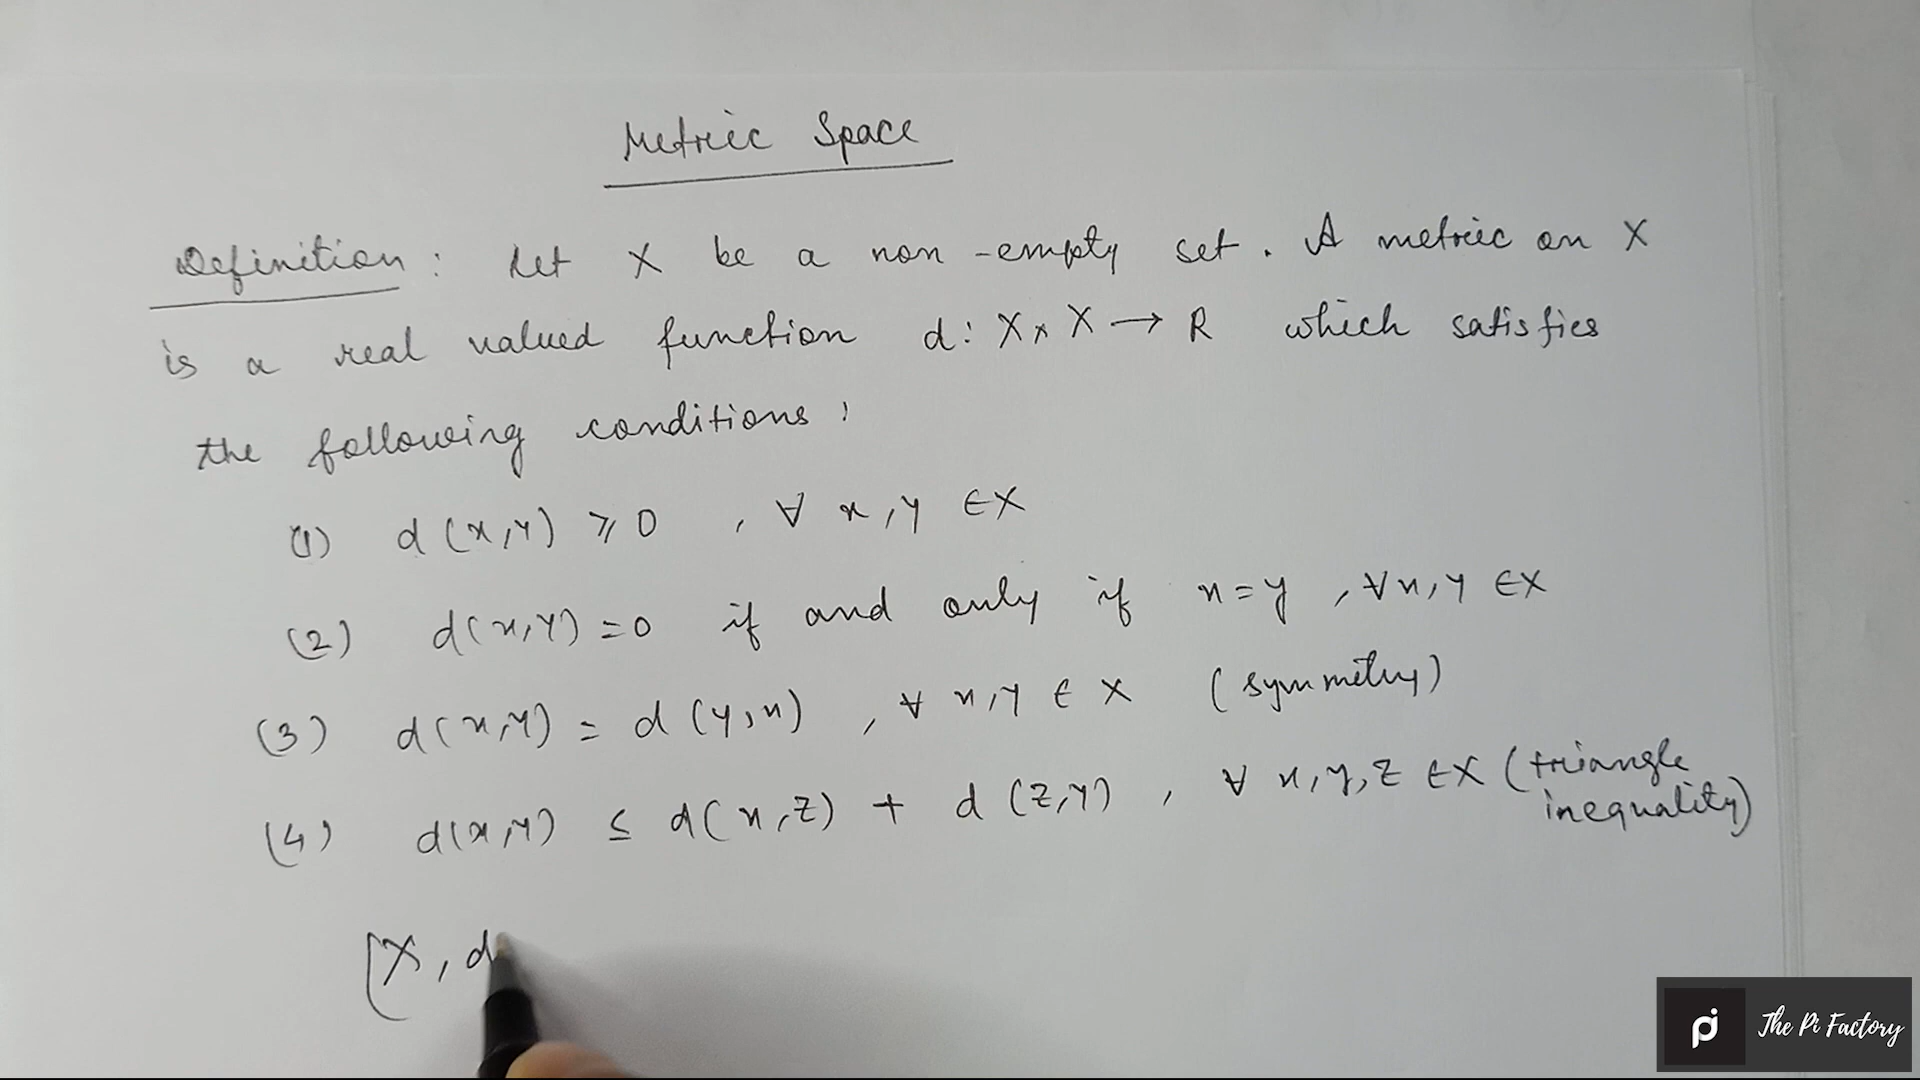 Metric Space
Definition : Let X be a non-empty set. A metric on X
is a real valued function d: X × X → R which satisfies
the following conditions :
(1) d(x,y) ≥ 0 , ∀ x,y ∈ X
(2) d(x,y) = 0 if and only if x=y , ∀ x,y ∈ X
(3) d(x,y) = d(y,x) , ∀ x,y ∈ X (symmetry)
(4) d(x,y) ≤ d(x,z) + d(z,y) , ∀ x,y,z ∈ X (triangle
inequality)
(X, d
pi The Pi Factory